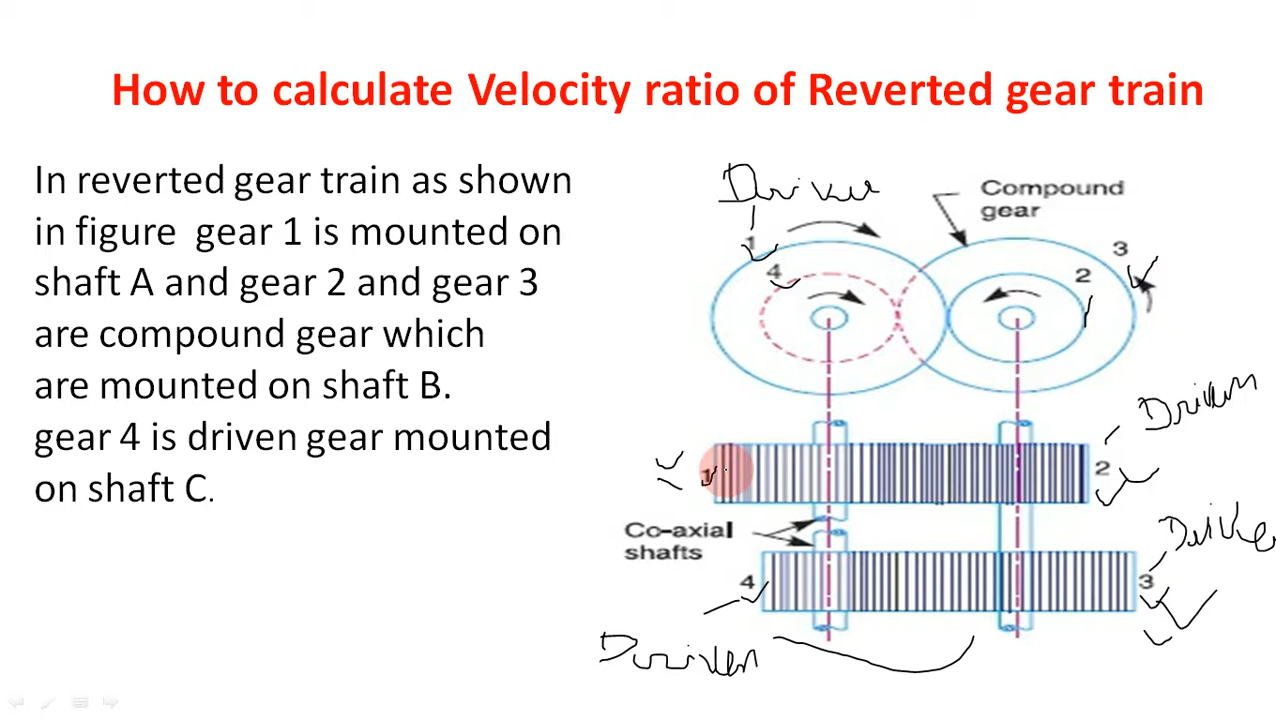 How to calculate Velocity ratio of Reverted gear train
In reverted gear train as shown
in figure gear 1 is mounted on
shaft A and gear 2 and gear 3
are compound gear which
are mounted on shaft B.
gear 4 is driven gear mounted
on shaft C.
Driver
Compound
gear
1
3
4
2
Driven
1
2
Co-axial
shafts
Driver
4
3
Driven